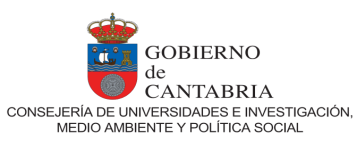 GOBIERNO
de
CANTABRIA
CONSEJERÍA DE UNIVERSIDADES E INVESTIGACIÓN,
MEDIO AMBIENTE Y POLÍTICA SOCIAL